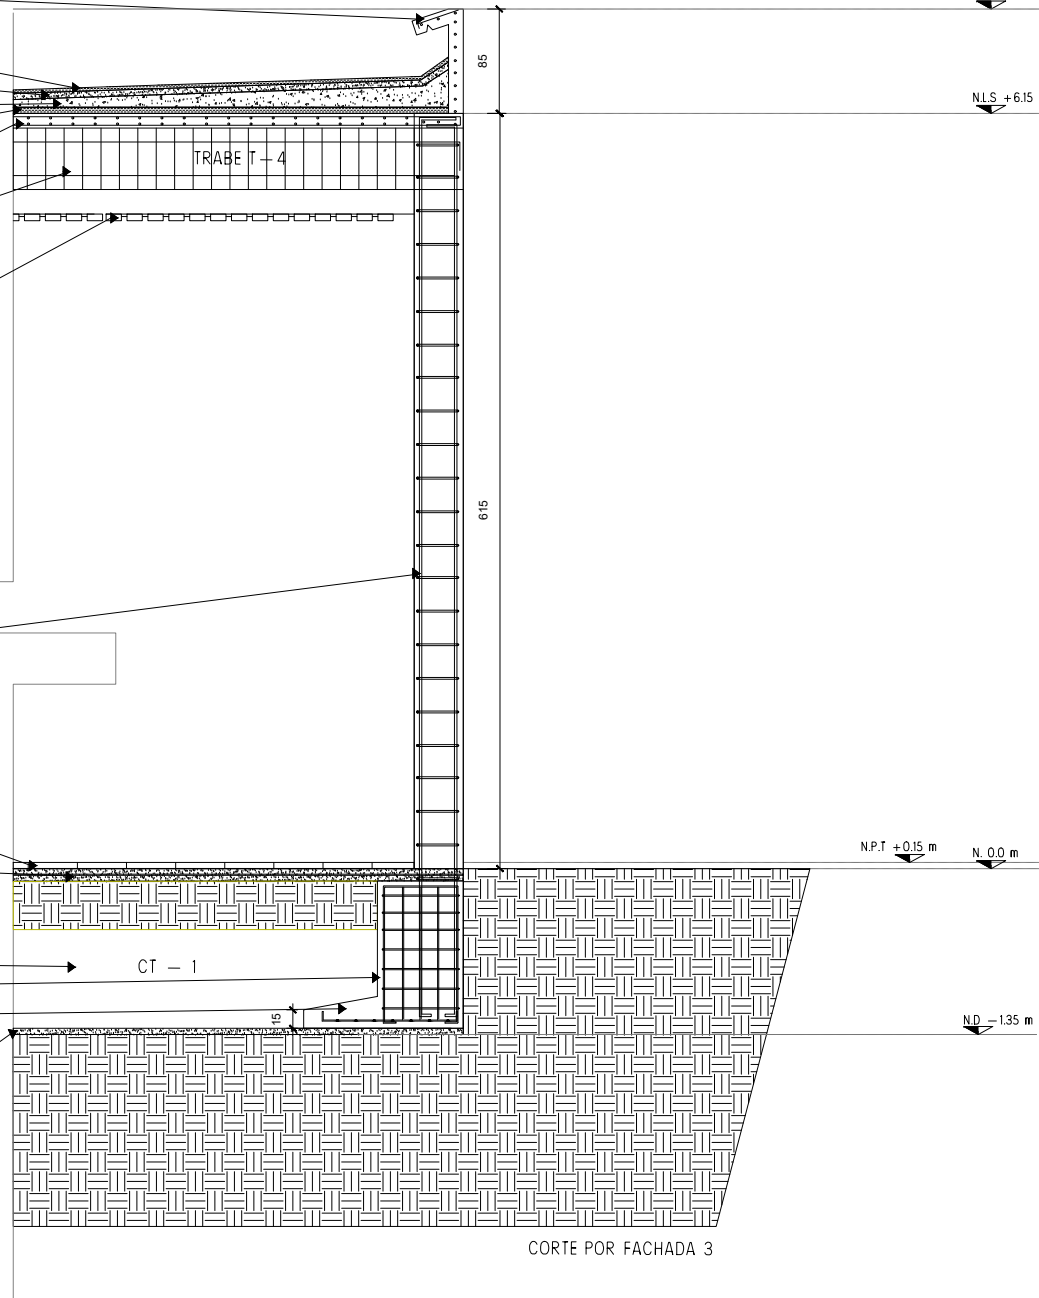 85
N.L.S +6.15
TRABE T-4
615
N.P.T +0.15 m
N. 0.0 m
CT - 1
15
N.D -1.35 m
CORTE POR FACHADA 3